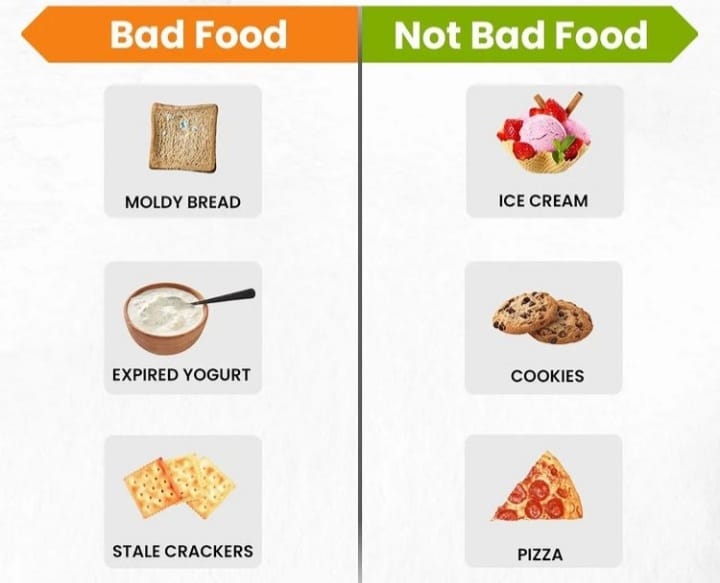 Bad Food
Not Bad Food
MOLDY BREAD
ICE CREAM
EXPIRED YOGURT
COOKIES
STALE CRACKERS
PIZZA